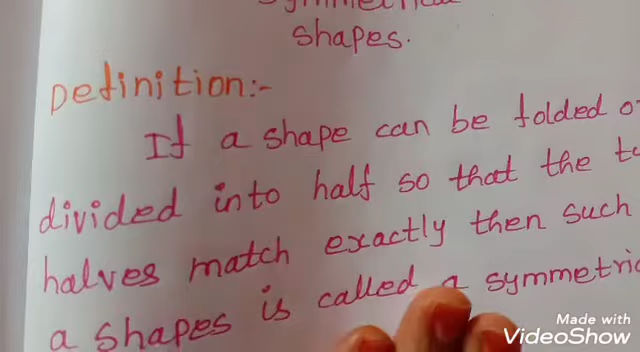 shapes.
Definition:-
If a shape can be folded
divided into half so that the
halves match exactly then such
a shapes is called a
Made with
VideoShow